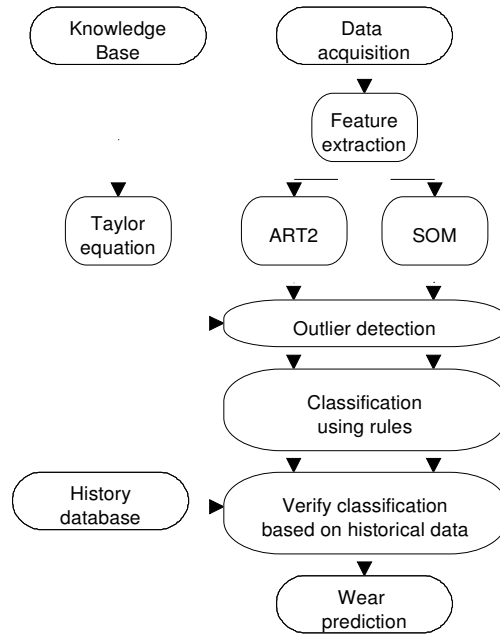 Knowledge
Base
Data
acquisition
Feature
extraction
Taylor
equation
ART2
SOM
Outlier detection
Classification
using rules
History
database
Verify classification
based on historical data
Wear
prediction